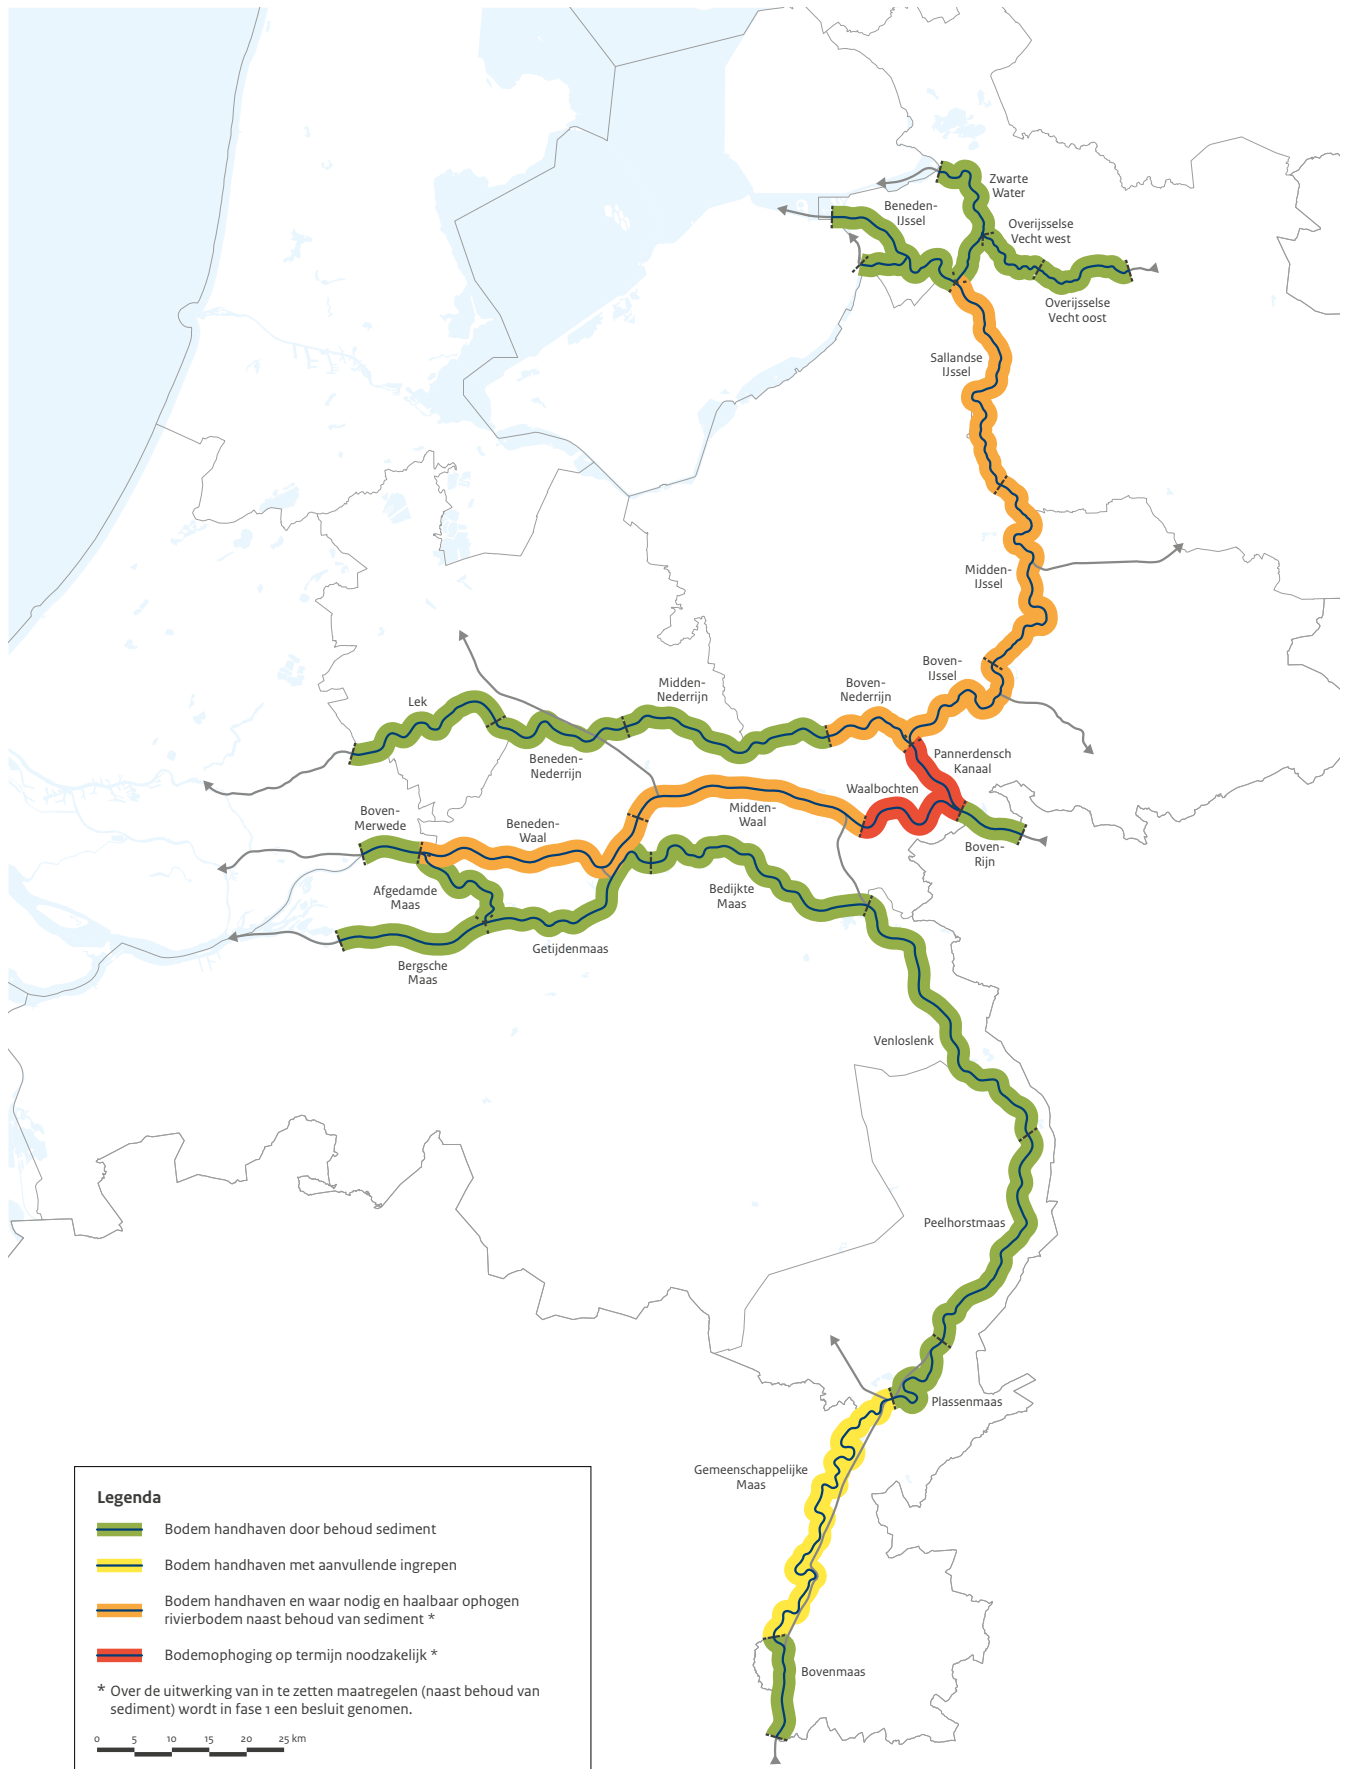 Zwarte
Water
Beneden-
IJssel
Overijsselse
Vecht west
Overijsselse
Vecht oost
Sallandse
IJssel
Midden-
IJssel
Boven-
IJssel
Midden-
Nederrijn
Boven-
Nederrijn
Lek
Beneden-
Nederrijn
Pannerdensch
Kanaal
Waalbochten
Boven-
Merwede
Beneden-
Waal
Midden-
Waal
Boven-
Rijn
Afgedamde
Maas
Bedijkte
Maas
Getijdenmaas
Bergsche
Maas
Venloslenk
Peelhorstmaas
Plassenmaas
Gemeenschappelijke
Maas
Bovenmaas
Legenda
Bodem handhaven door behoud sediment
Bodem handhaven met aanvullende ingrepen
Bodem handhaven en waar nodig en haalbaar ophogen
rivierbodem naast behoud van sediment *
Bodemophoging op termijn noodzakelijk *
* Over de uitwerking van in te zetten maatregelen (naast behoud van
sediment) wordt in fase 1 een besluit genomen.
0 5 10 15 20 25 km